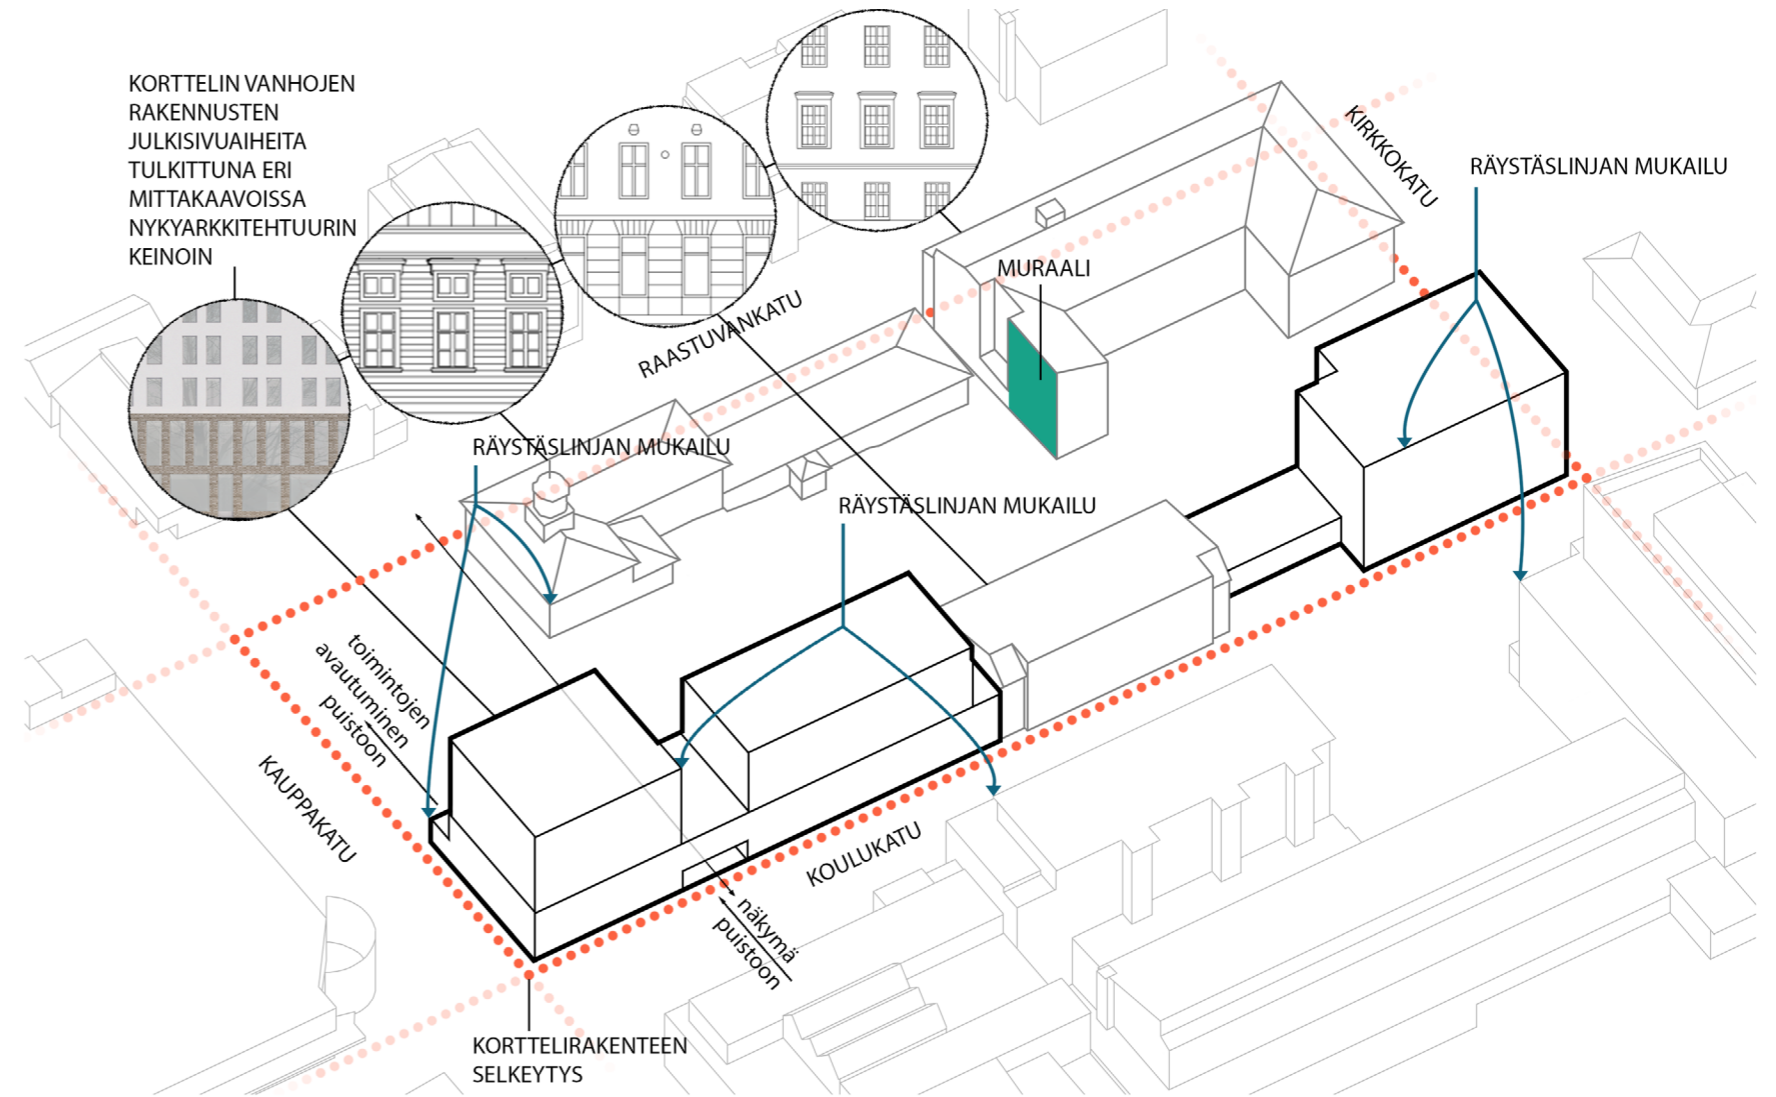 KORTTELIN VANHOJEN
RAKENNUSTEN
JULKISIVUAIHEITA
TULKITTUNA ERI
MITTAKAAVOISSA
NYKYARKKITEHTUURIN
KEINOIN
KIRKKOKATU
RÄYSTÄSLINJAN MUKAILU
MURAALI
RAASTUVANKATU
RÄYSTÄSLINJAN MUKAILU
RÄYSTÄSLINJAN MUKAILU
toimintojen
avautuminen
puistoon
KAUPPAKATU
KOULUKATU
näkymä
puistoon
KORTTELIRAKENTEEN
SELKEYTYS